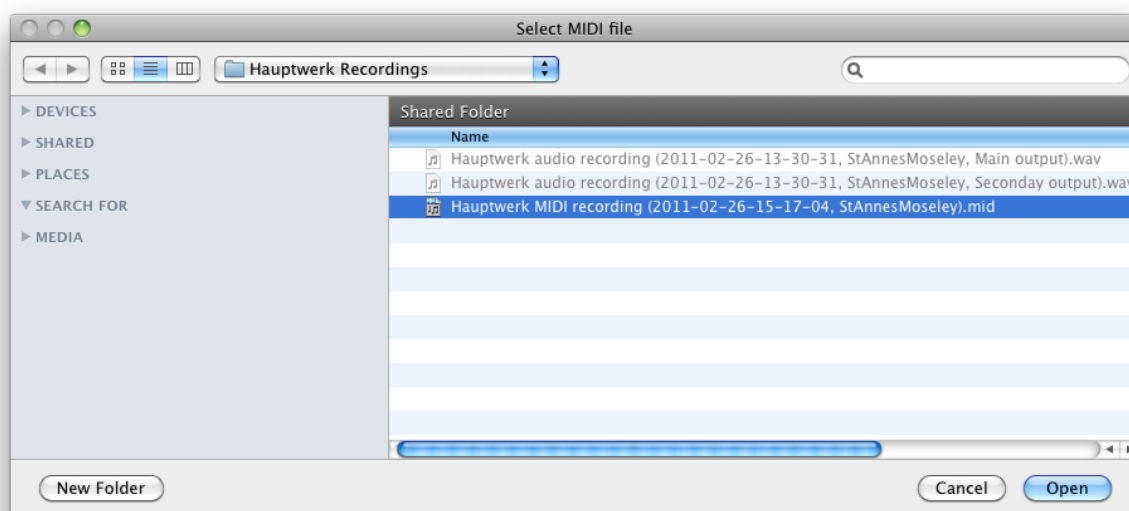 Select MIDI file
Hauptwerk Recordings
DEVICES
SHARED
PLACES
SEARCH FOR
MEDIA
Shared Folder
Name
Hauptwerk audio recording (2011-02-26-13-30-31, StAnnesMoseley, Main output).wav
Hauptwerk audio recording (2011-02-26-13-30-31, StAnnesMoseley, Seconday output).wav
Hauptwerk MIDI recording (2011-02-26-15-17-04, StAnnesMoseley).mid
New Folder
Cancel
Open